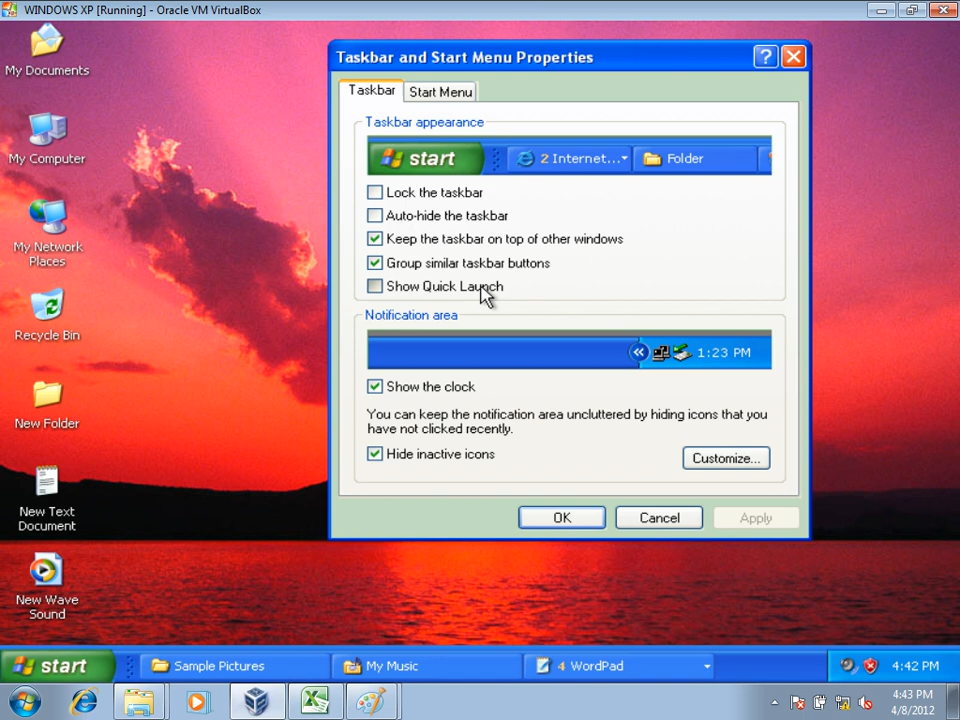 WINDOWS XP [Running] - Oracle VM VirtualBox
My Documents
My Computer
My Network
Places
Recycle Bin
New Folder
New Text
Document
New Wave
Sound
Taskbar and Start Menu Properties
Taskbar
Start Menu
Taskbar appearance
start
2 Internet...
Folder
Lock the taskbar
Auto-hide the taskbar
Keep the taskbar on top of other windows
Group similar taskbar buttons
Show Quick Launch
Notification area
1:23 PM
Show the clock
You can keep the notification area uncluttered by hiding icons that you
have not clicked recently.
Hide inactive icons
Customize...
OK
Cancel
Apply
start
Sample Pictures
My Music
4 WordPad
4:42 PM
4:43 PM
4/8/2012